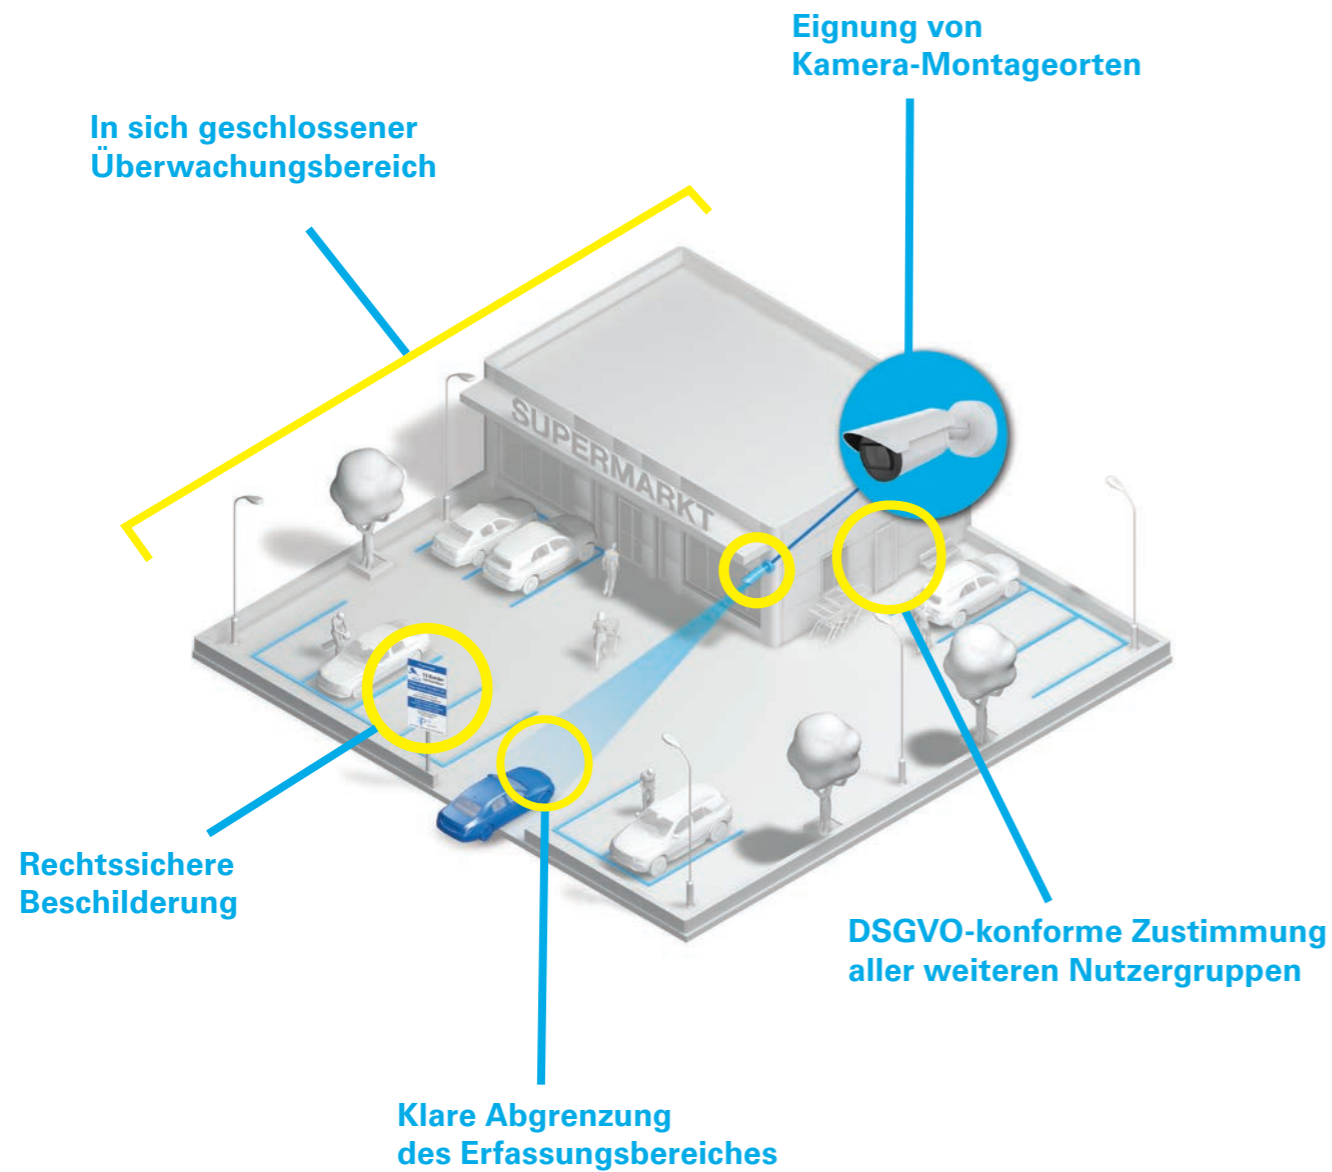 Eignung von
Kamera-Montageorten
In sich geschlossener
Überwachungsbereich
SUPERMARKT
Rechtssichere
Beschilderung
DSGVO-konforme Zustimmung
aller weiteren Nutzergruppen
Klare Abgrenzung
des Erfassungsbereiches